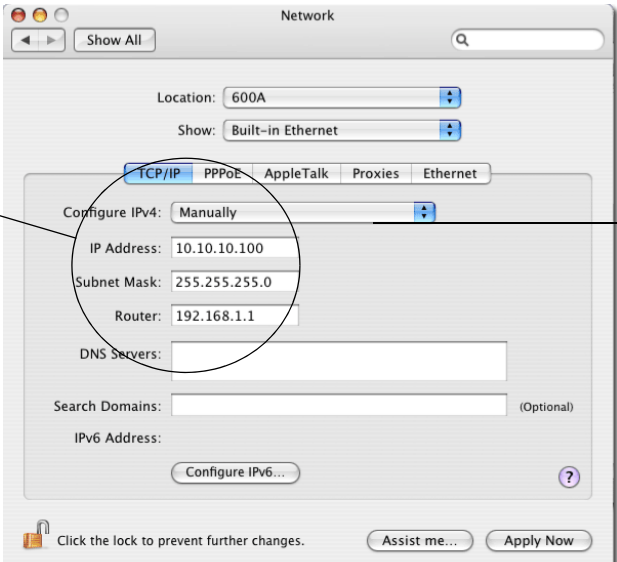 Network
Show All
Location: 600A
Show: Built-in Ethernet
TCP/IP PPPoE AppleTalk Proxies Ethernet
Configure IPv4: Manually
IP Address: 10.10.10.100
Subnet Mask: 255.255.255.0
Router: 192.168.1.1
DNS Servers:
Search Domains: (Optional)
IPv6 Address:
Configure IPv6...
?
Click the lock to prevent further changes. Assist me... Apply Now